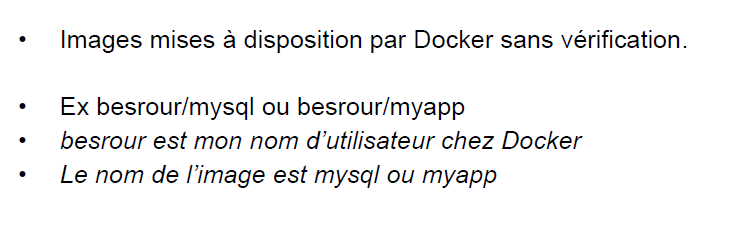 • Images mises à disposition par Docker sans vérification.
• Ex besrour/mysql ou besrour/myapp
• besrour est mon nom d’utilisateur chez Docker
• Le nom de l’image est mysql ou myapp